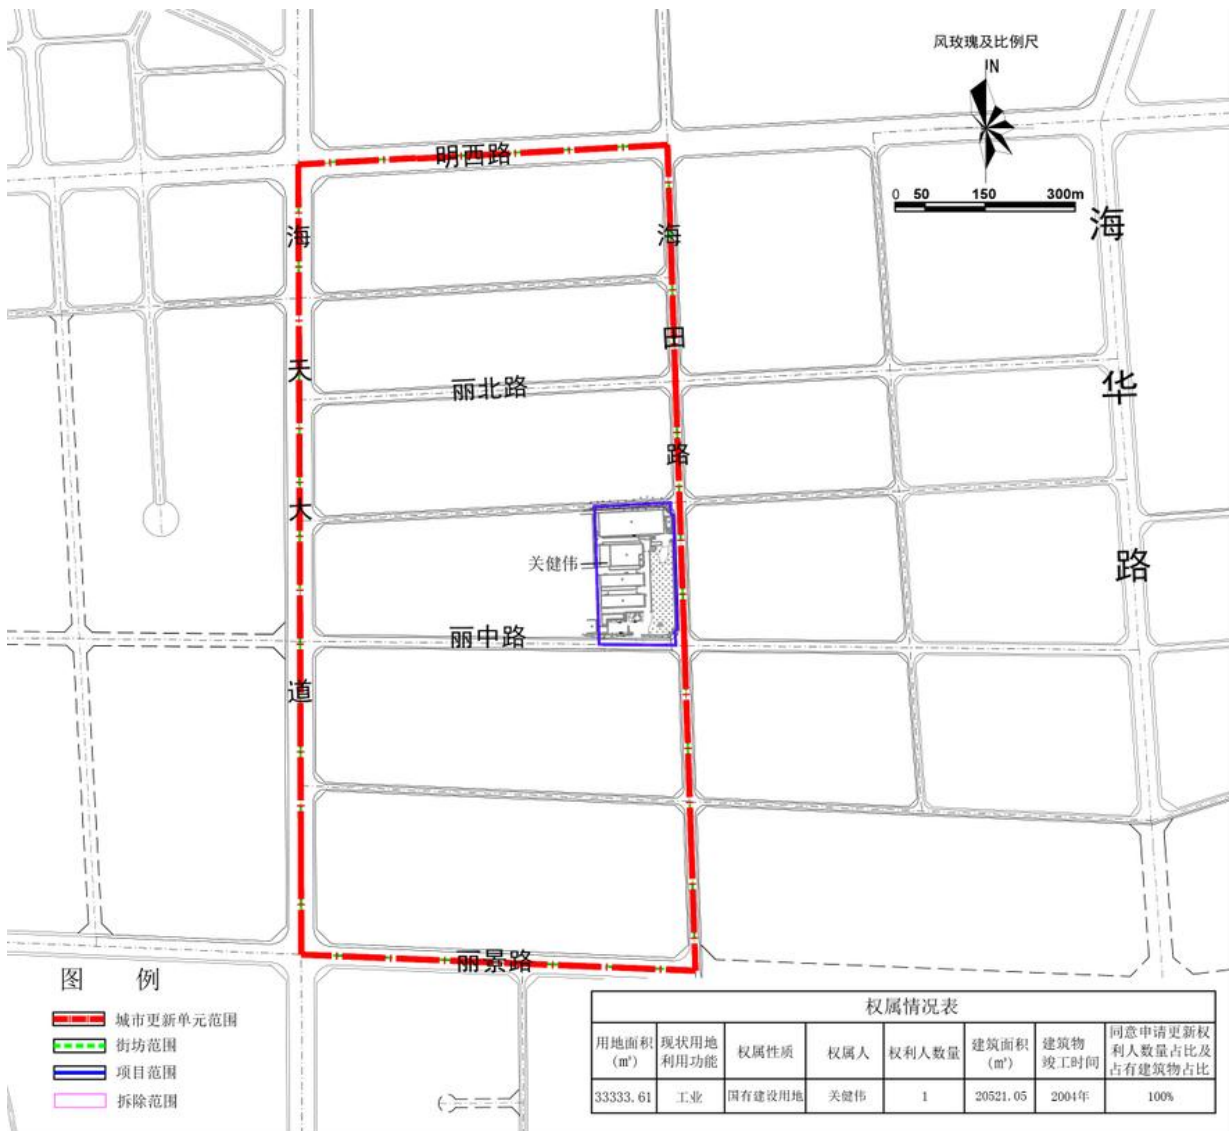 风玫瑰及比例尺
N
0 50 150 300m
明西路
海天大道
海田路
海华路
丽北路
关健伟
丽中路
丽景路
图 例
城市更新单元范围
街坊范围
项目范围
拆除范围
权属情况表
用地面积(㎡) 现状用地利用功能 权属性质 权属人 权利人数量 建筑面积(㎡) 建筑物竣工时间 同意申请更新权利人数量占比及占有建筑物占比
33333.61 工业 国有建设用地 关健伟 1 20521.05 2004年 100%